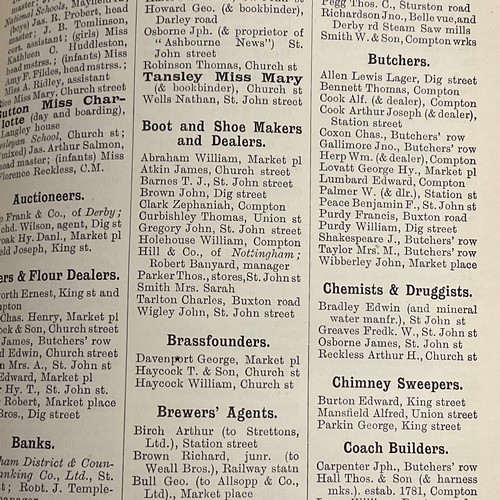 National Schools, Mayfield
(boys) Jas. R. Probert, head
master; J. B. Tomlinson,
cert. assistant; (girls) Miss
Kathleen C. Huddleston,
head mstrs.; (infants) Miss
Amy F. Fildes, head mstrs.;
Miss A. Ridley, assistant
Rice Miss Mary. Church street
Sutton Miss Char-
lotte (day and boarding),
Langley house
Wesleyan School, Church st;
(mixed) Jas. Arthur Salmon,
head master; (infants) Miss
Florence Reckless, C.M.
Auctioneers.
Frank & Co., of Derby;
Wilson, agent, Dig st
Hy. Danl., Market pl
Joseph, King st.
& Flour Dealers.
Ernest, King st and
Chas. Henry, Market pl
& Son, Church street
James, Butchers' row
Edwin, Church street
Mrs. A., St. John st
Edward, Market pl
Hy. T., St. John st
Robert, Market place
Bros., Dig street
Banks.
District & Coun-
Banking Co., Ltd., St.
st; Robt. J. Temple-
Howard Geo. (& bookbinder),
Darley road
Osborne Jph. (& proprietor of
"Ashbourne News") St.
John street
Robinson Thomas, Church st
Tansley Miss Mary
(& bookbinder), Church st
Wells Nathan, St. John street
Boot and Shoe Makers
and Dealers.
Abraham William, Market pl
Atkin James, Church street
Barnes T. J., St. John street
Brown John, Dig street
Clark Zephaniah, Compton
Curbishley Thomas, Union st
Gregory John, St. John street
Holehouse William, Compton
Hill & Co., of Nottingham;
Robert Banyard, manager
Parker Thos., stores, St. John st
Smith Mrs. Sarah
Tarlton Charles, Buxton road
Wigley John, St. John street
Brassfounders.
Davenport George, Market pl
Haycock T. & Son, Church st
Haycock William, Church st
Brewers' Agents.
Birch Arthur (to Strettons,
Ltd.), Station street
Brown Richard, junr. (to
Weall Bros.), Railway statn
Bull Geo. (to Allsopp & Co.,
Ltd)., Market place
Pegg Thos. C., Sturston road
Richardson Jno., Belle vue, and
Derby rd Steam Saw mills
Smith W. & Son, Compton wrks
Butchers.
Allen Lewis Lager, Dig street
Bennett Thomas, Compton
Cook Alf. (& dealer), Compton
Cook Arthur Joseph (& dealer),
Station street
Coxon Chas., Butchers' row
Gallimore Jno., Butchers' row
Herp Wm. (& dealer), Compton
Lovatt George Hy., Market pl
Lumbard Edward, Compton
Palmer W. (& dlr.), Station st
Peace Benjamin F., St. John st
Purdy Francis, Buxton road
Purdy William, Dig street
Shakespeare J., Butchers' row
Taylor Mrs. M., Butchers' row
Wibberley John, Market place
Chemists & Druggists.
Bradley Edwin (and mineral
water manfr.), St John st
Greaves Fredk. W., St John st
Osborne James, St. John st
Reckless Arthur H., Church st
Chimney Sweepers.
Burton Edward, King street
Mansfield Alfred, Union street
Parkin George, King street
Coach Builders.
Carpenter Jph., Butchers' row
Hall Thos. & Son (& harness
mks.). estab. 1781, Compton